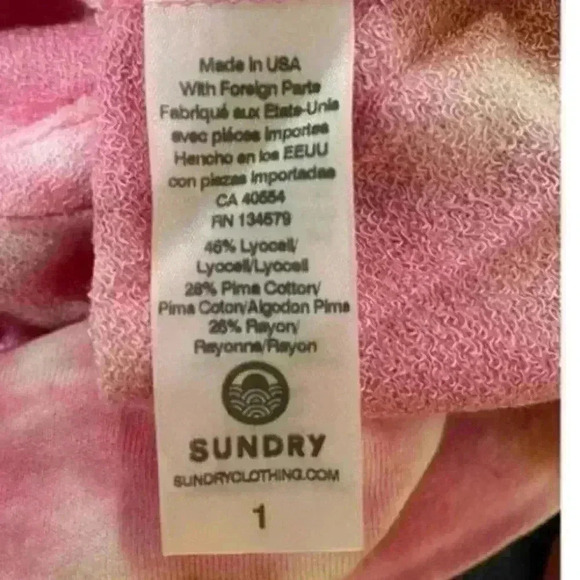 Made in USA
With Foreign Parts
Fabriqué aux Etats-Unis
avec pièces Importes
Hencho en los EEUU
con piezas Importadas
CA 40554
RN 134579
46% Lyocell/
Lyocell/Lyocell
28% Pima Cotton/
Pima Coton/Algodon Pima
26% Rayon/
Rayonne/Rayon
SUNDRY
SUNDRYCLOTHING.COM
1